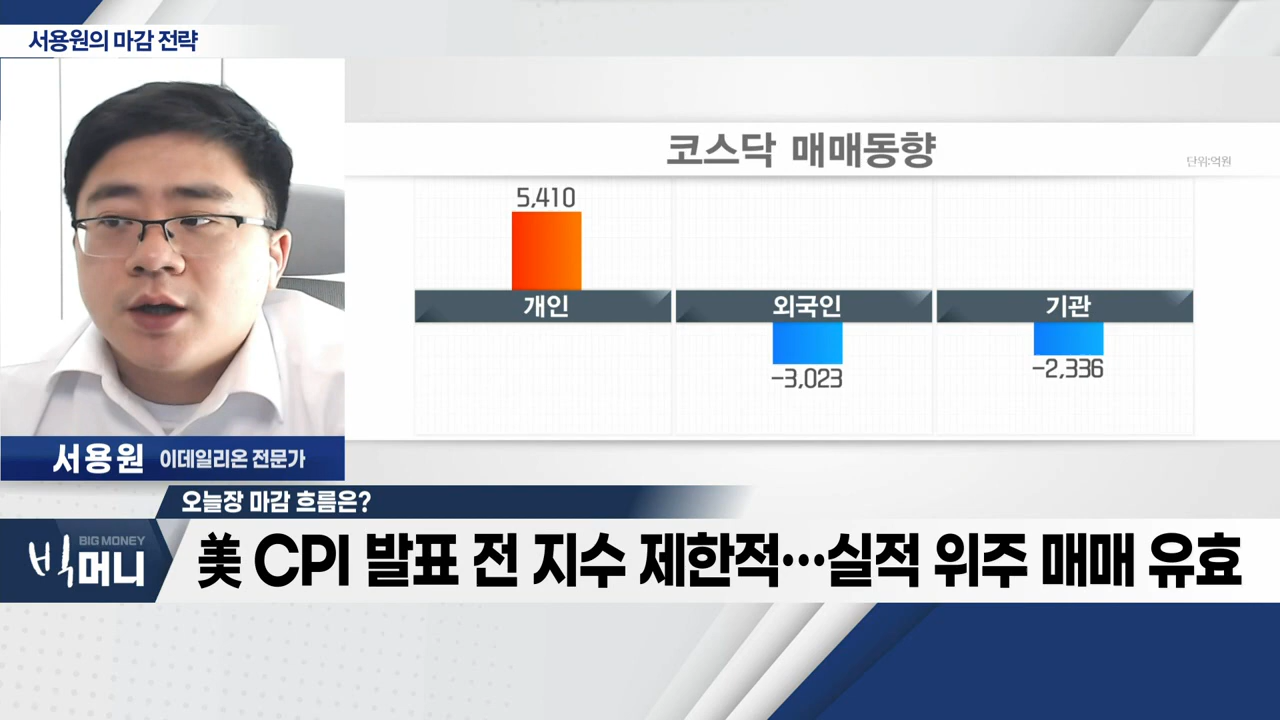 서용원의 마감 전략
코스닥 매매동향
단위:억원
5,410
개인
외국인
기관
-3,023
-2,336
서용원 이데일리온 전문가
오늘장 마감 흐름은?
BIG MONEY
빅머니
美 CPI 발표 전 지수 제한적…실적 위주 매매 유효